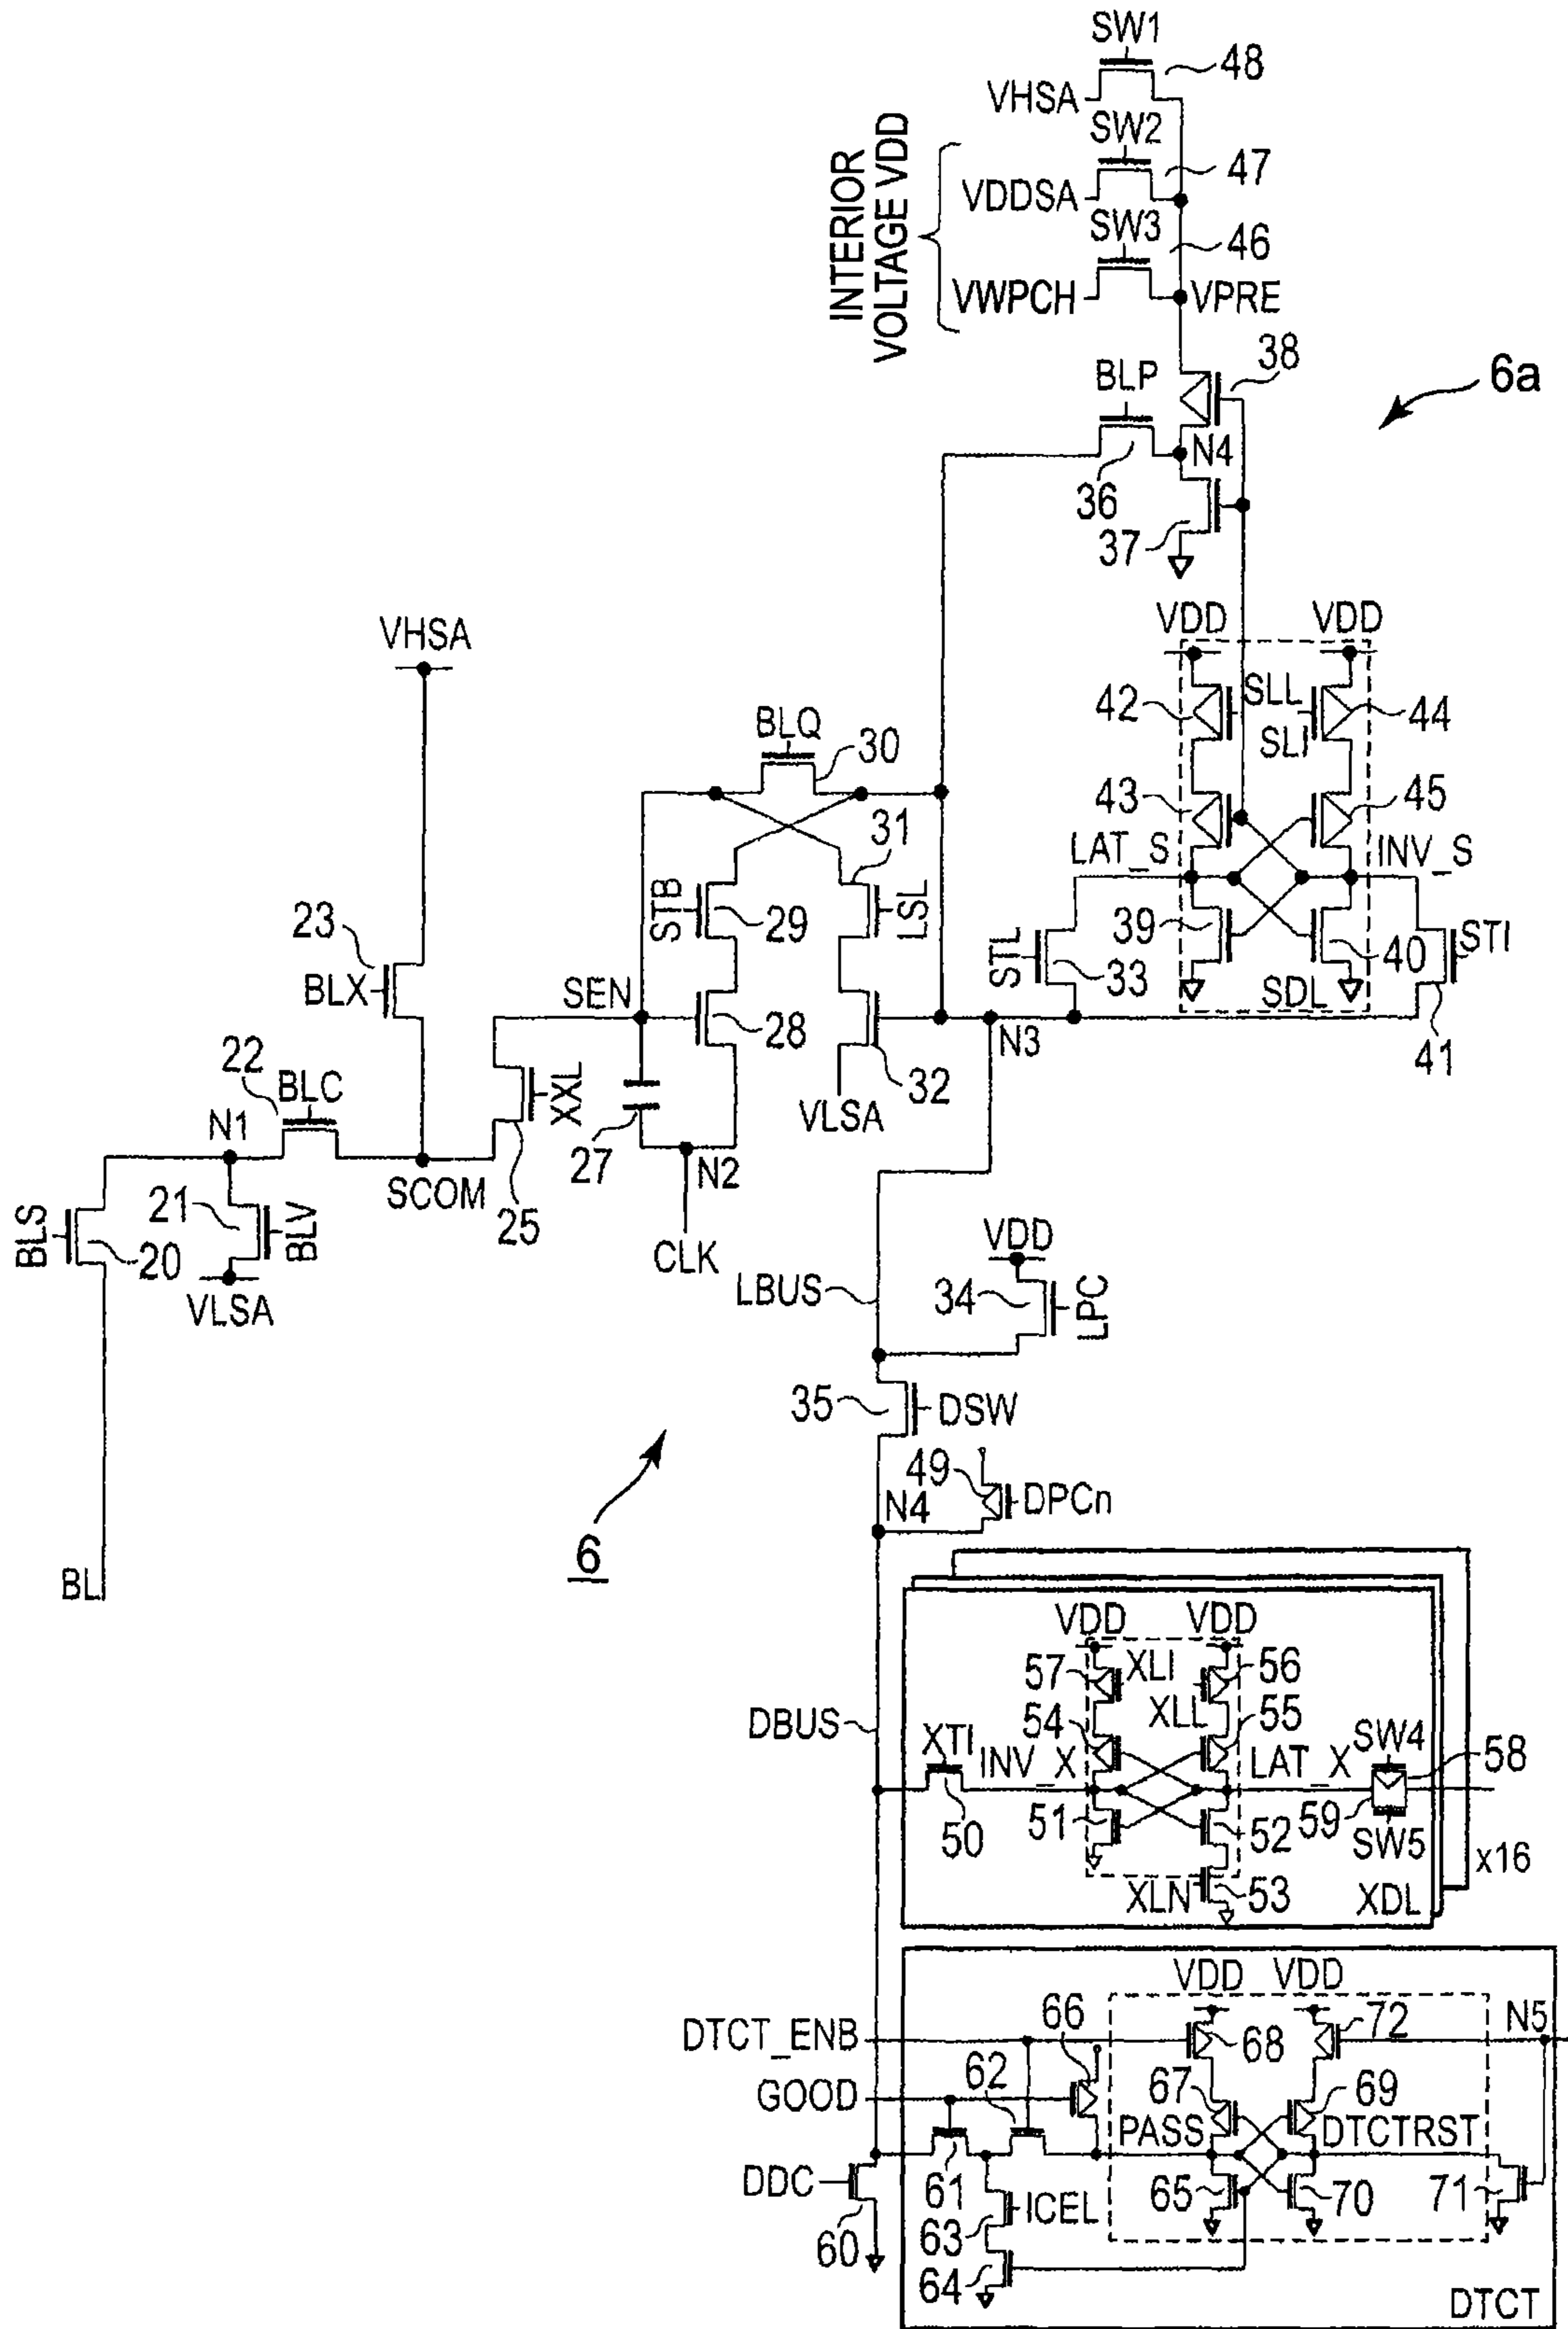 SW1
48
VHSA
SW2
47
VDDSA
SW3
46
VWPCH
VPRE
INTERIOR
VOLTAGE VDD
38
6a
BLP
N4
36
37
VDD
VDD
VHSA
42
SLL
SLI
44
BLQ
30
43
45
31
LAT_S
INV_S
STB
29
LSL
39
40
STI
23
BLX
SEN
28
STL
33
SDL
N3
41
22
BLC
XXL
32
VLSA
N1
27
N2
SCOM
25
BLS
20
21
BLV
VLSA
CLK
VDD
LBUS
34
LPC
35
DSW
49
DPCn
N4
6
BL
VDD
VDD
57
XLI
56
XLL
54
55
DBUS
XTI
INV_X
LAT_X
SW4
58
50
51
52
59
SW5
x16
XLN
53
XDL
VDD
VDD
DTCT_ENB
66
68
72
N5
GOOD
62
67
69
PASS
DTCTRST
DDC
61
65
70
71
ICEL
60
63
64
DTCT